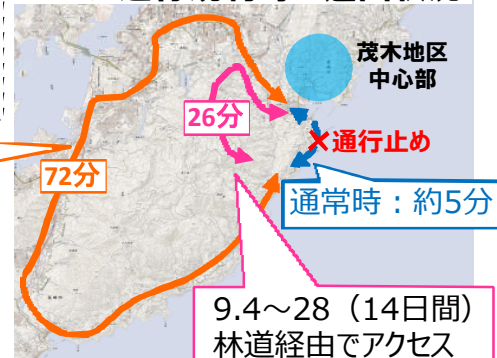 茂木地区
中心部
26分
×通行止め
72分
通常時：約5分
9.4～28（14日間）
林道経由でアクセス